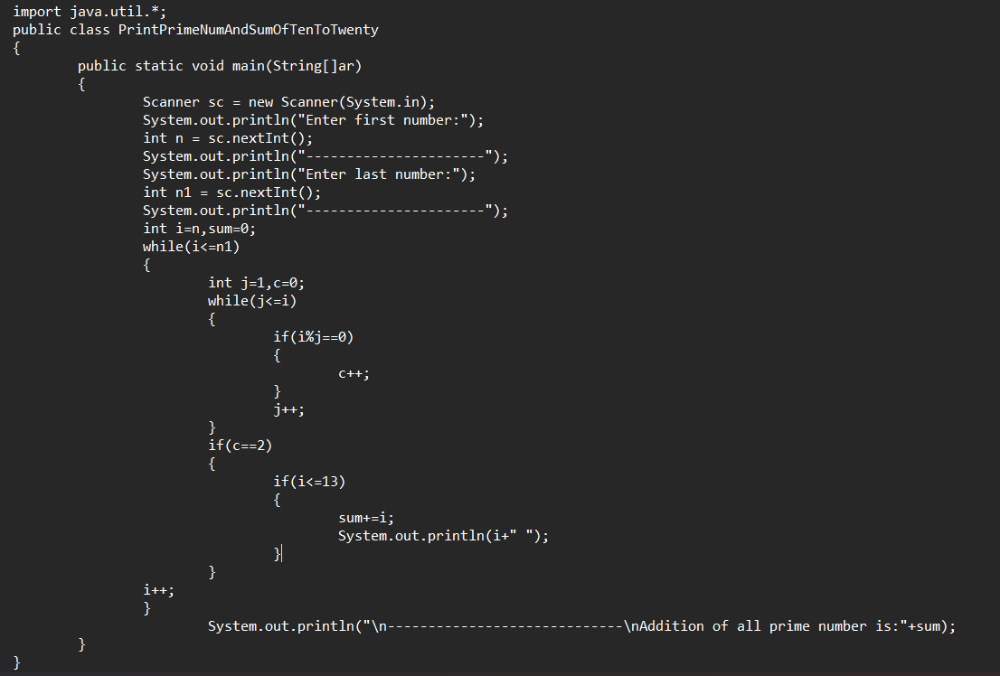 import java.util.*;
public class PrintPrimeNumAndSumOfTenToTwenty
{
public static void main(String[]ar)
{
Scanner sc = new Scanner(System.in);
System.out.println("Enter first number:");
int n = sc.nextInt();
System.out.println("----------------------");
System.out.println("Enter last number:");
int n1 = sc.nextInt();
System.out.println("----------------------");
int i=n,sum=0;
while(i<=n1)
{
int j=1,c=0;
while(j<=i)
{
if(i%j==0)
{
c++;
}
j++;
}
if(c==2)
{
if(i<=13)
{
sum+=i;
System.out.println(i+" ");
}
}
i++;
}
System.out.println("\n-----------------------------\nAddition of all prime number is:"+sum);
}
}